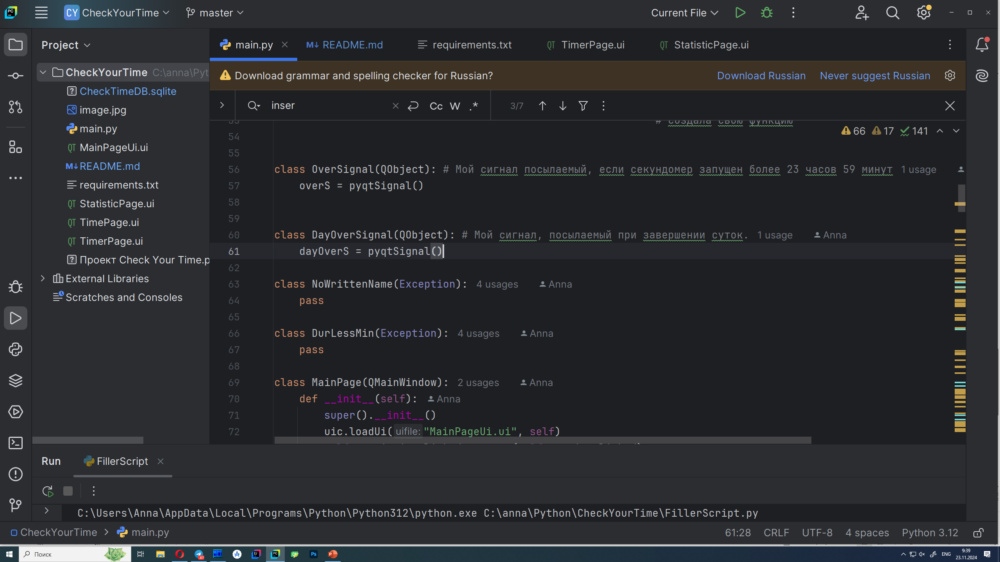 PC
CY CheckYourTime
master
Current File
Project
main.py
README.md
requirements.txt
TimerPage.ui
StatisticPage.ui
CheckYourTime C:\anna\Pyt
CheckTimeDB.sqlite
image.jpg
main.py
MainPageUi.ui
README.md
requirements.txt
StatisticPage.ui
TimePage.ui
TimerPage.ui
Проект Check Your Time.p
External Libraries
Scratches and Consoles
Download grammar and spelling checker for Russian?
Download Russian
Never suggest Russian
inser
Cc W .*
3/7
66 17 141
53 # создала свою функцию
54
55
56 class OverSignal(QObject): # Мой сигнал посылаемый, если секундомер запущен более 23 часов 59 минут 1 usage
57 overS = pyqtSignal()
58
59
60 class DayOverSignal(QObject): # Мой сигнал, посылаемый при завершении суток. 1 usage Anna
61 dayOverS = pyqtSignal()
62
63 class NoWrittenName(Exception): 4 usages Anna
64 pass
65
66 class DurLessMin(Exception): 4 usages Anna
67 pass
68
69 class MainPage(QMainWindow): 2 usages Anna
70 def __init__(self): Anna
71 super().__init__()
72 uic.loadUi( uifile: "MainPageUi.ui", self)
Run
FillerScript
C:\Users\Anna\AppData\Local\Programs\Python\Python312\python.exe C:\anna\Python\CheckYourTime\FillerScript.py
CheckYourTime > main.py
61:28 CRLF UTF-8 4 spaces Python 3.12
Поиск
ENG
9:39
23.11.2024